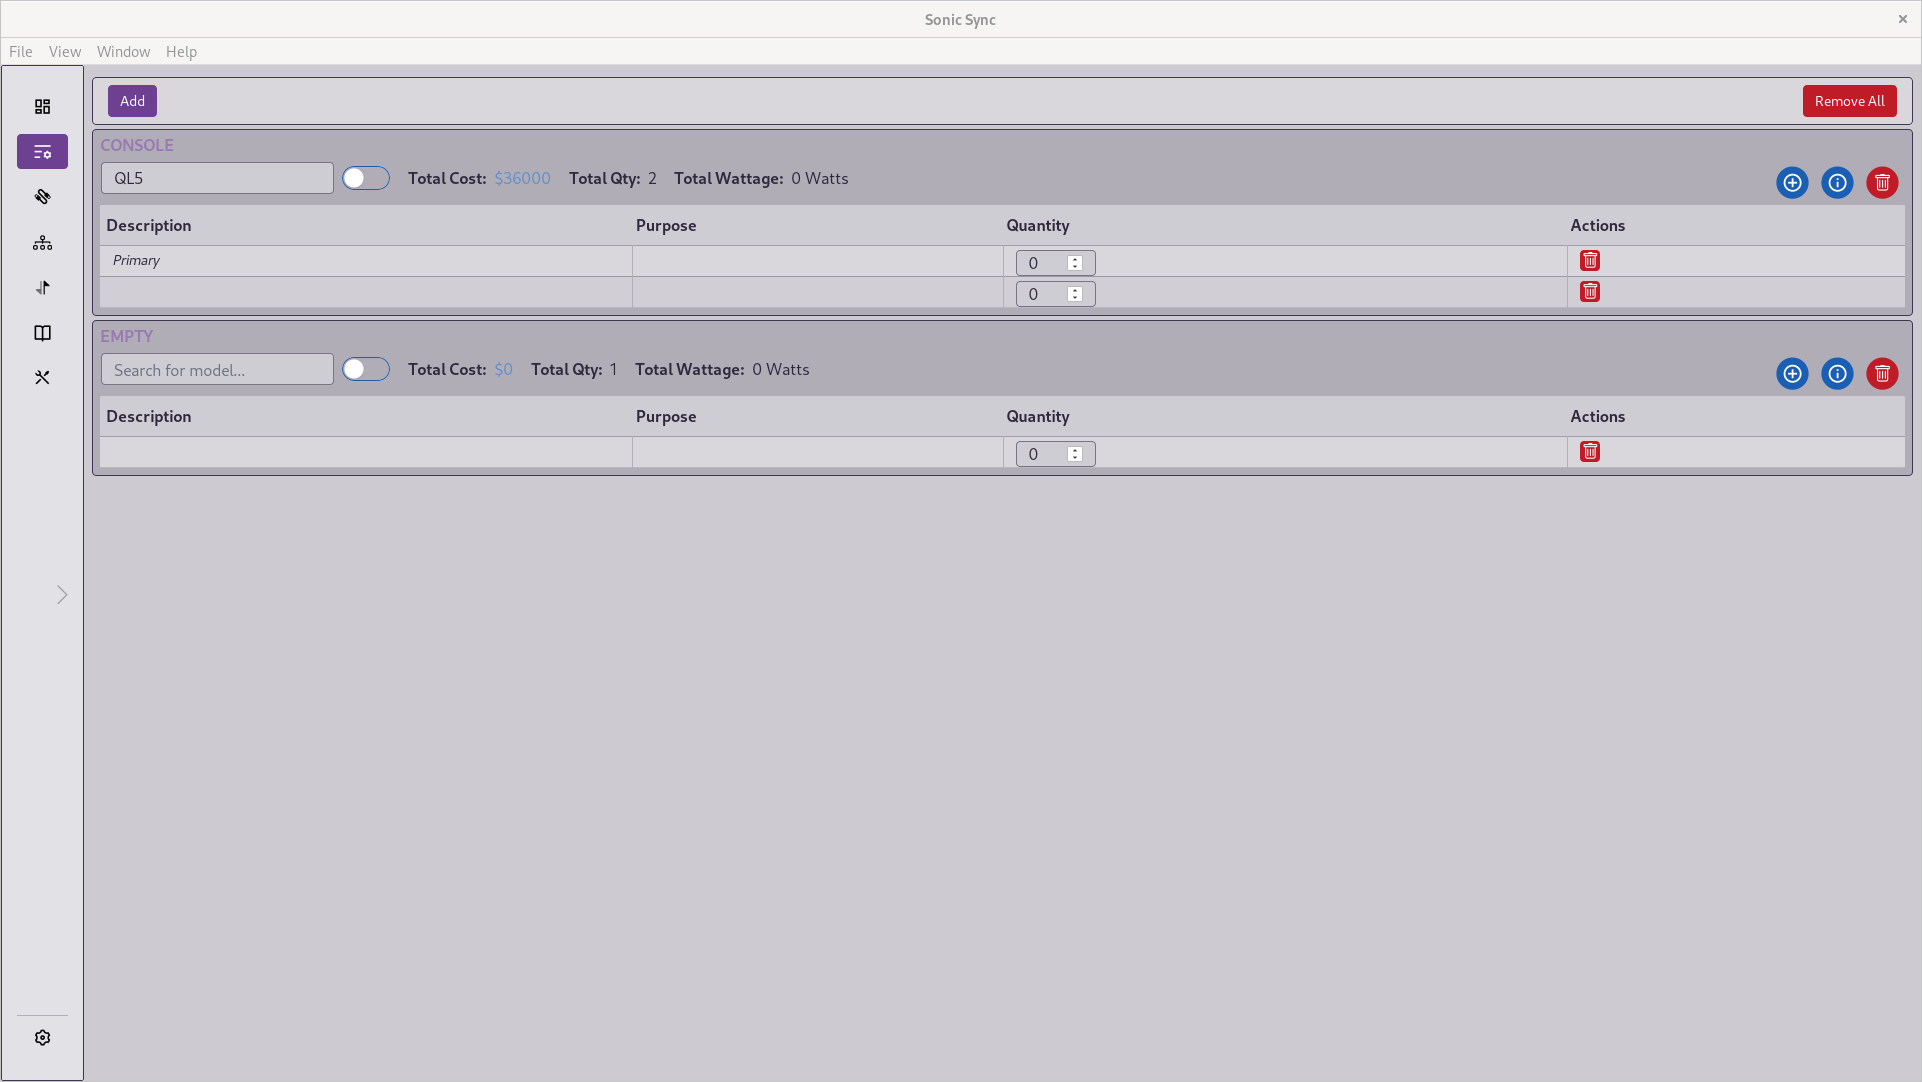 Sonic Sync
File View Window Help
Add Remove All
CONSOLE
QL5 Total Cost: $36000 Total Qty: 2 Total Wattage: 0 Watts
Description Purpose Quantity Actions
Primary 0
0
EMPTY
Search for model... Total Cost: $0 Total Qty: 1 Total Wattage: 0 Watts
Description Purpose Quantity Actions
0